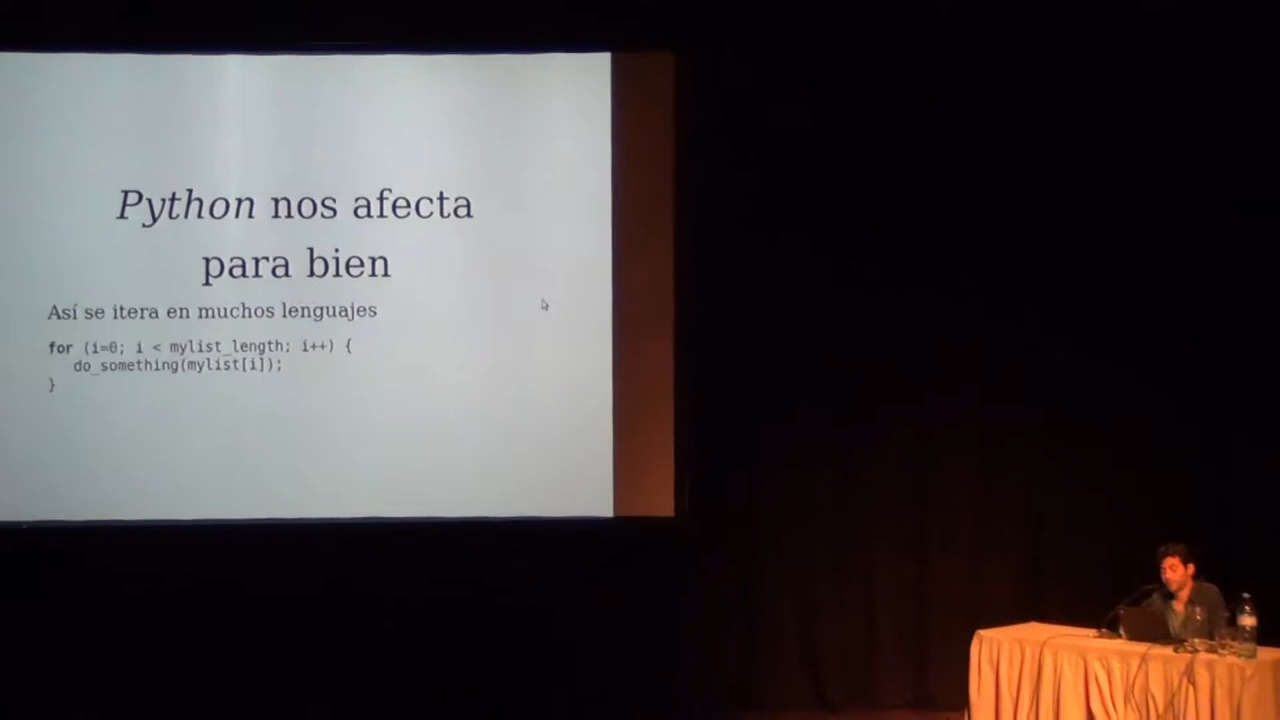 Python nos afecta
para bien
Así se itera en muchos lenguajes
for (i=0; i < mylist_length; i++) {
do_something(mylist[i]);
}